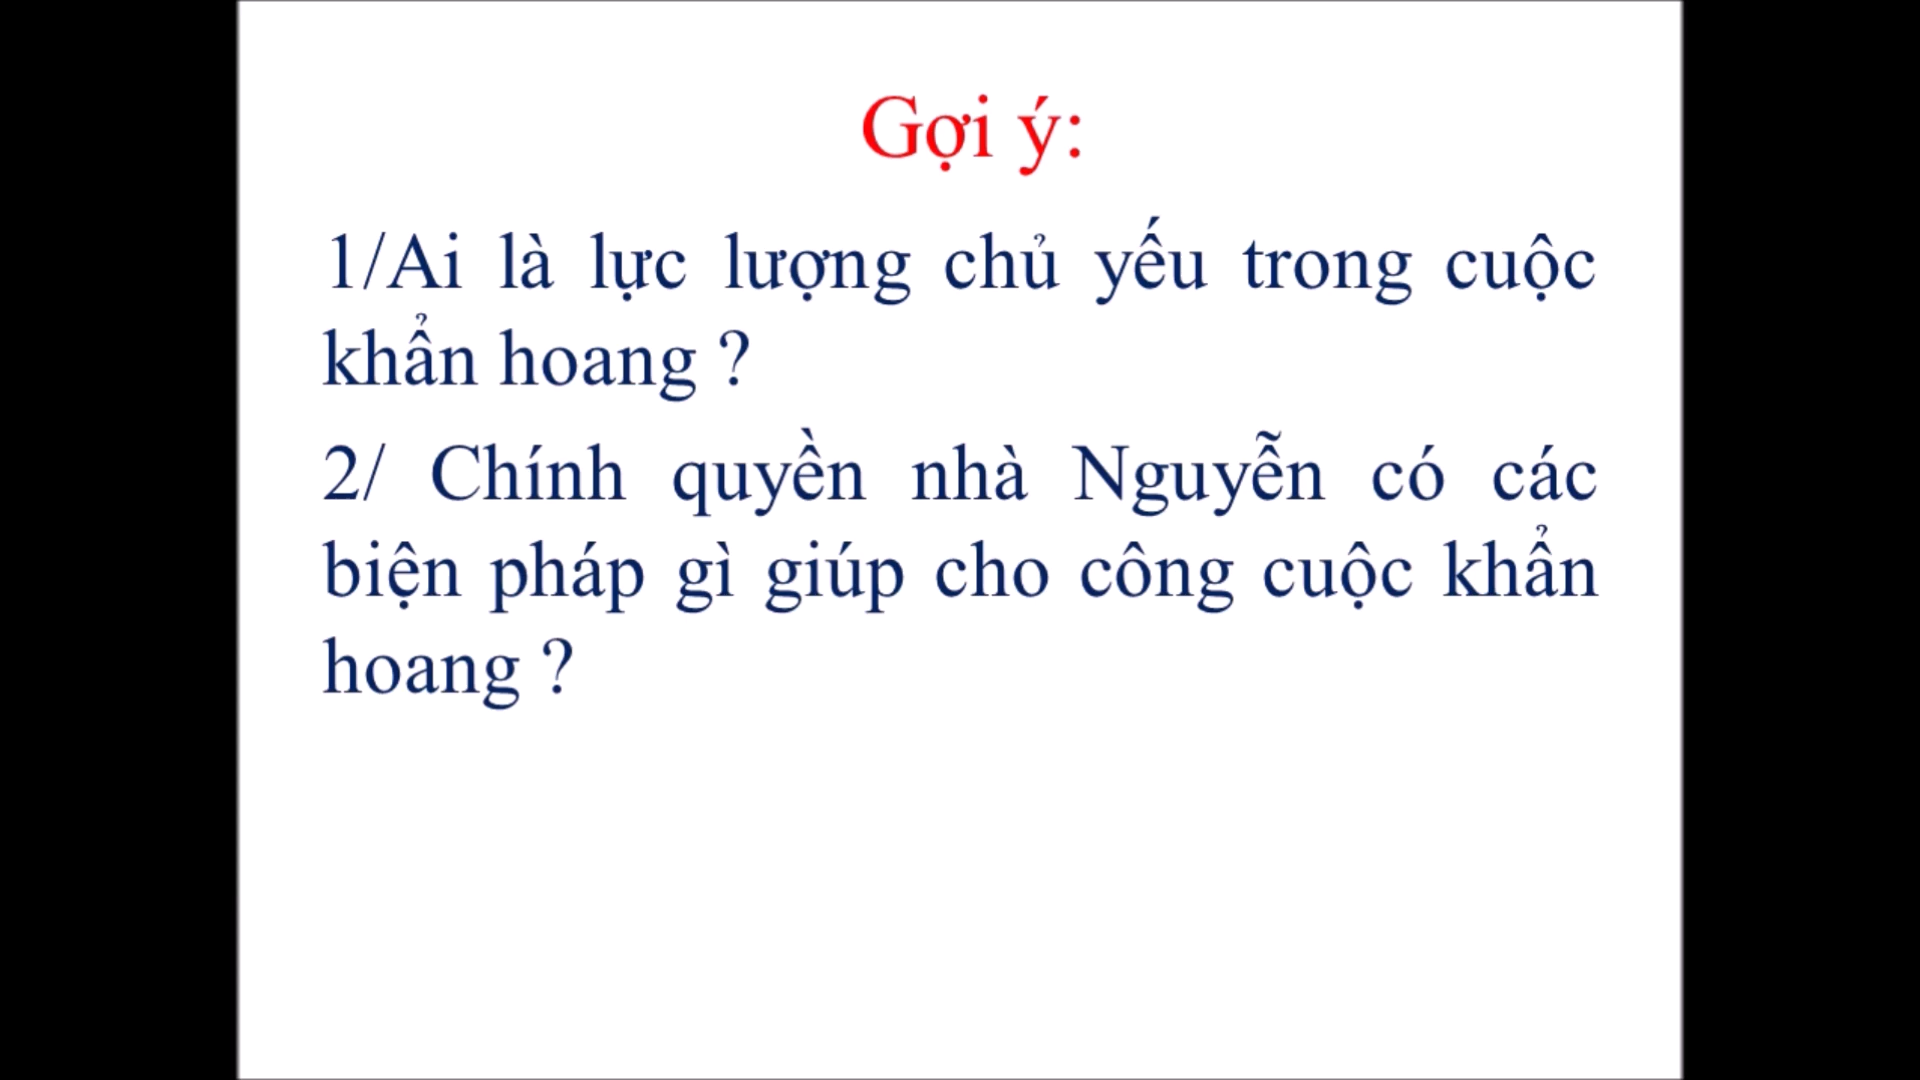 Gợi ý:
1/Ai là lực lượng chủ yếu trong cuộc
khẩn hoang ?
2/ Chính quyền nhà Nguyễn có các
biện pháp gì giúp cho công cuộc khẩn
hoang ?